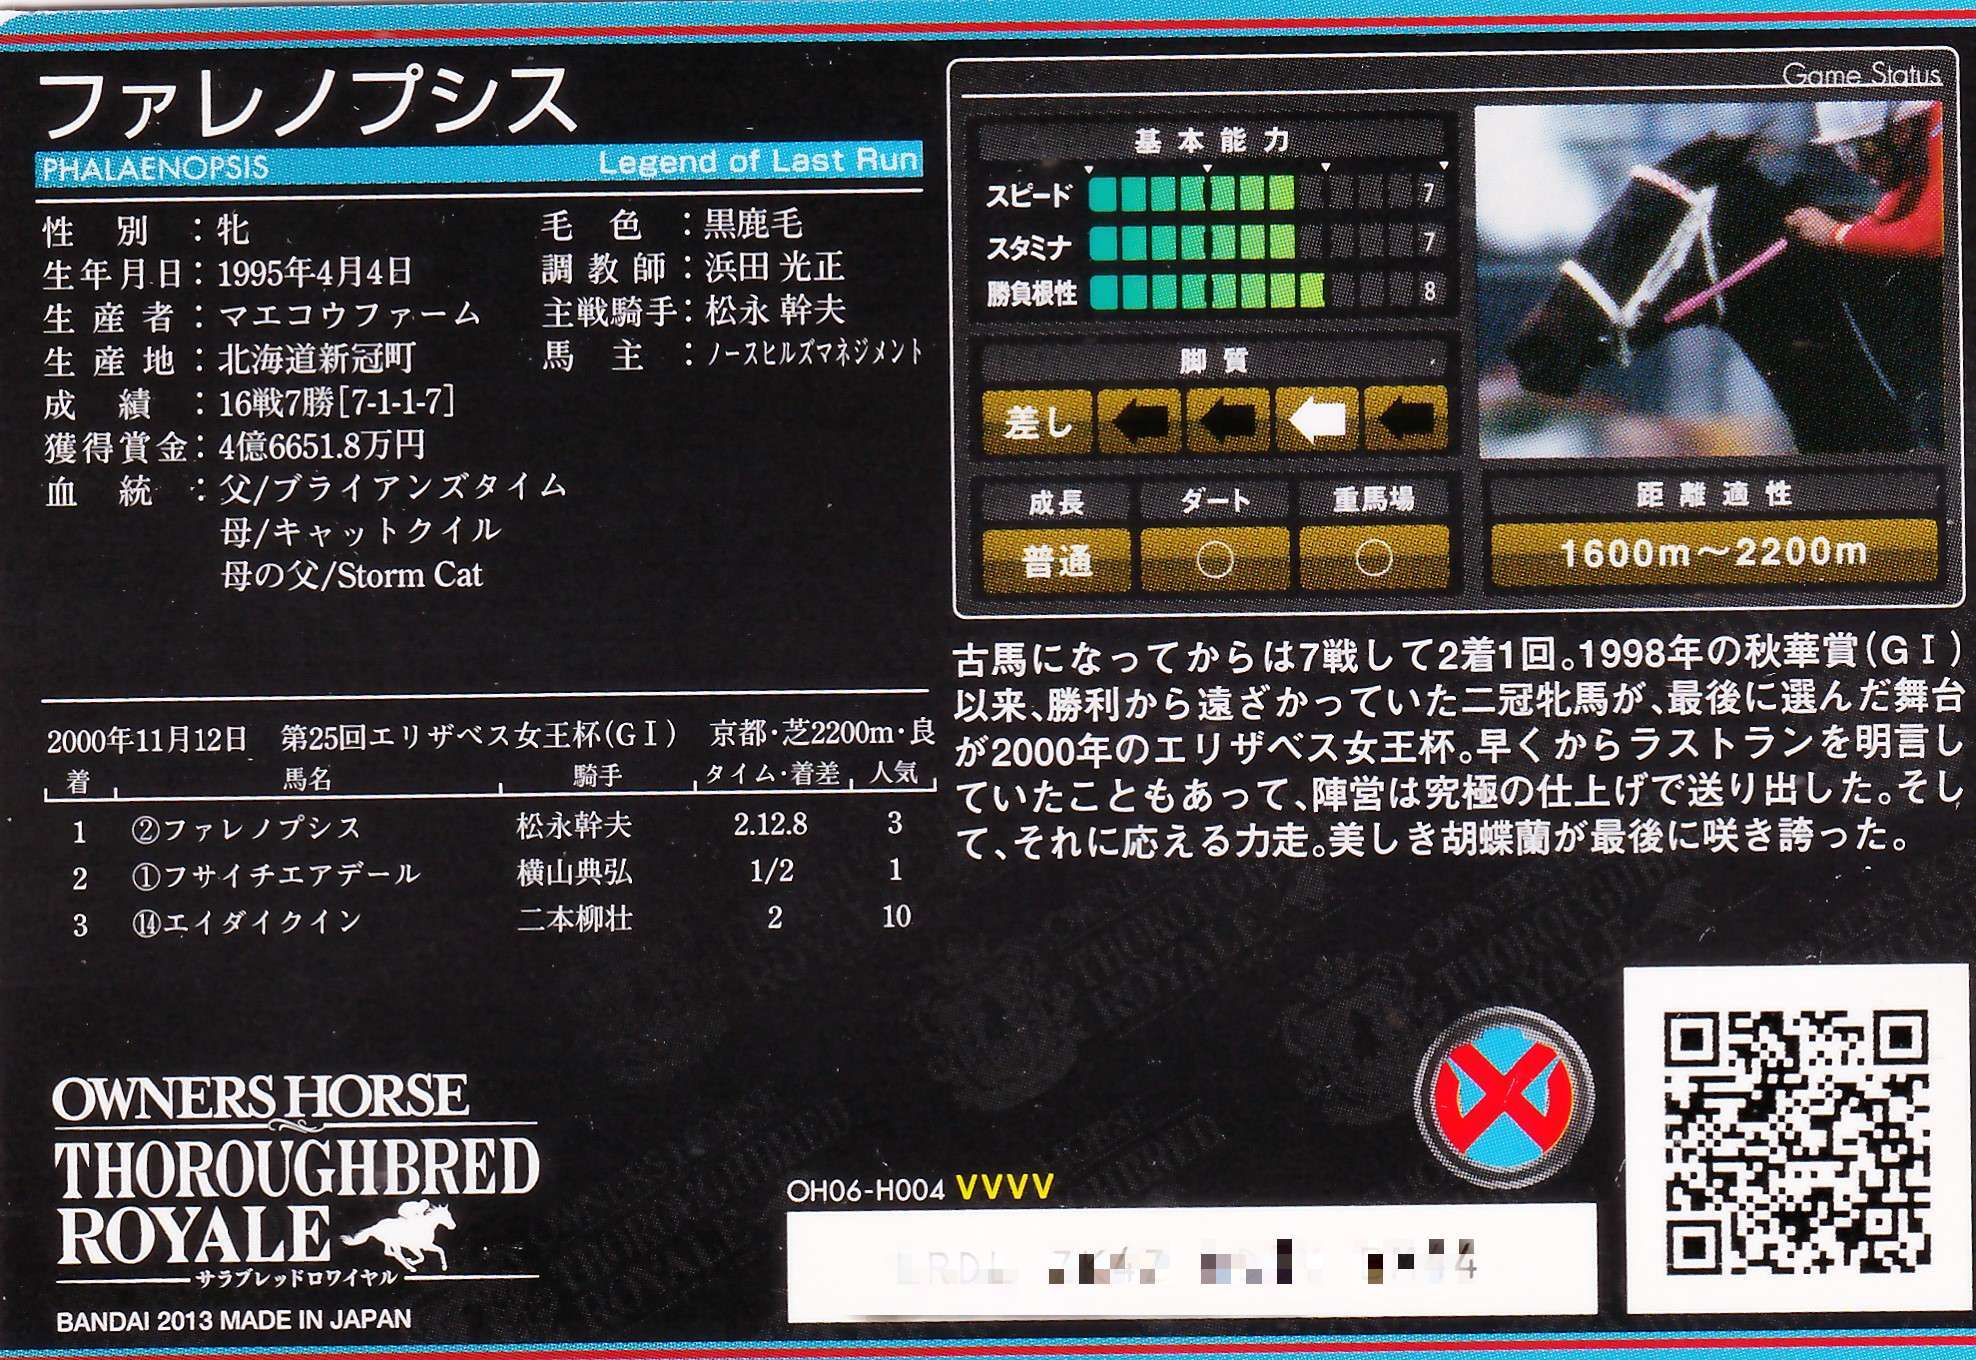 ファレノプシス
PHALAENOPSIS Legend of Last Run
性別：牝
生年月日：1995年4月4日
生産者：マエコウファーム
生産地：北海道新冠町
成績：16戦7勝[7-1-1-7]
獲得賞金：4億6651.8万円
血統：父/ブライアンズタイム
母/キャットクイル
母の父/Storm Cat
毛色：黒鹿毛
調教師：浜田光正
主戦騎手：松永幹夫
馬主：ノースヒルズマネジメント
2000年11月12日 第25回エリザベス女王杯(GⅠ) 京都・芝2200m・良
着 馬名 騎手 タイム・着差 人気
1 ②ファレノプシス 松永幹夫 2.12.8 3
2 ①フサイチエアデール 横山典弘 1/2 1
3 ⑭エイダイクイン 二本柳壮 2 10
Game Status
基本能力
スピード 7
スタミナ 7
勝負根性 8
脚質
差し
成長 ダート 重馬場 距離適性
普通 ○ ○ 1600m～2200m
古馬になってからは7戦して2着1回。1998年の秋華賞(GⅠ)
以来、勝利から遠ざかっていた二冠牝馬が、最後に選んだ舞台
が2000年のエリザベス女王杯。早くからラストランを明言し
ていたこともあって、陣営は究極の仕上げで送り出した。そし
て、それに応える力走。美しき胡蝶蘭が最後に咲き誇った。
OWNERS HORSE
THOROUGHBRED
ROYALE
サラブレッドロワイヤル
BANDAI 2013 MADE IN JAPAN
OH06-H004 VVVV